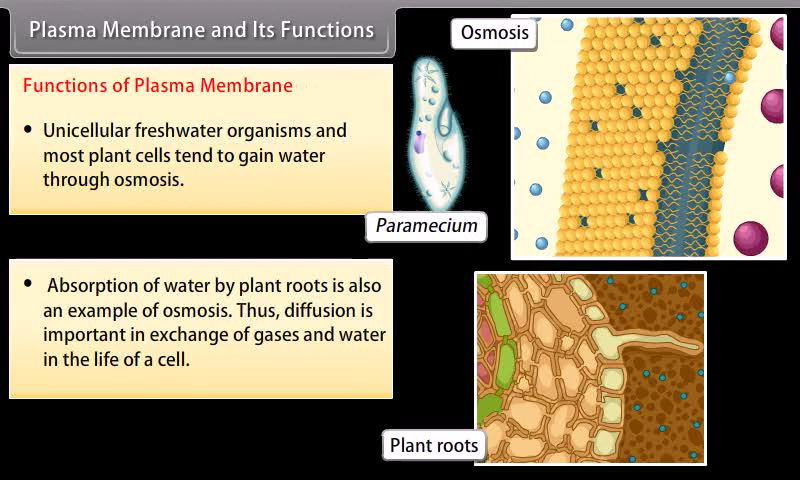 Plasma Membrane and Its Functions
Osmosis
Functions of Plasma Membrane
• Unicellular freshwater organisms and
most plant cells tend to gain water
through osmosis.
Paramecium
• Absorption of water by plant roots is also
an example of osmosis. Thus, diffusion is
important in exchange of gases and water
in the life of a cell.
Plant roots